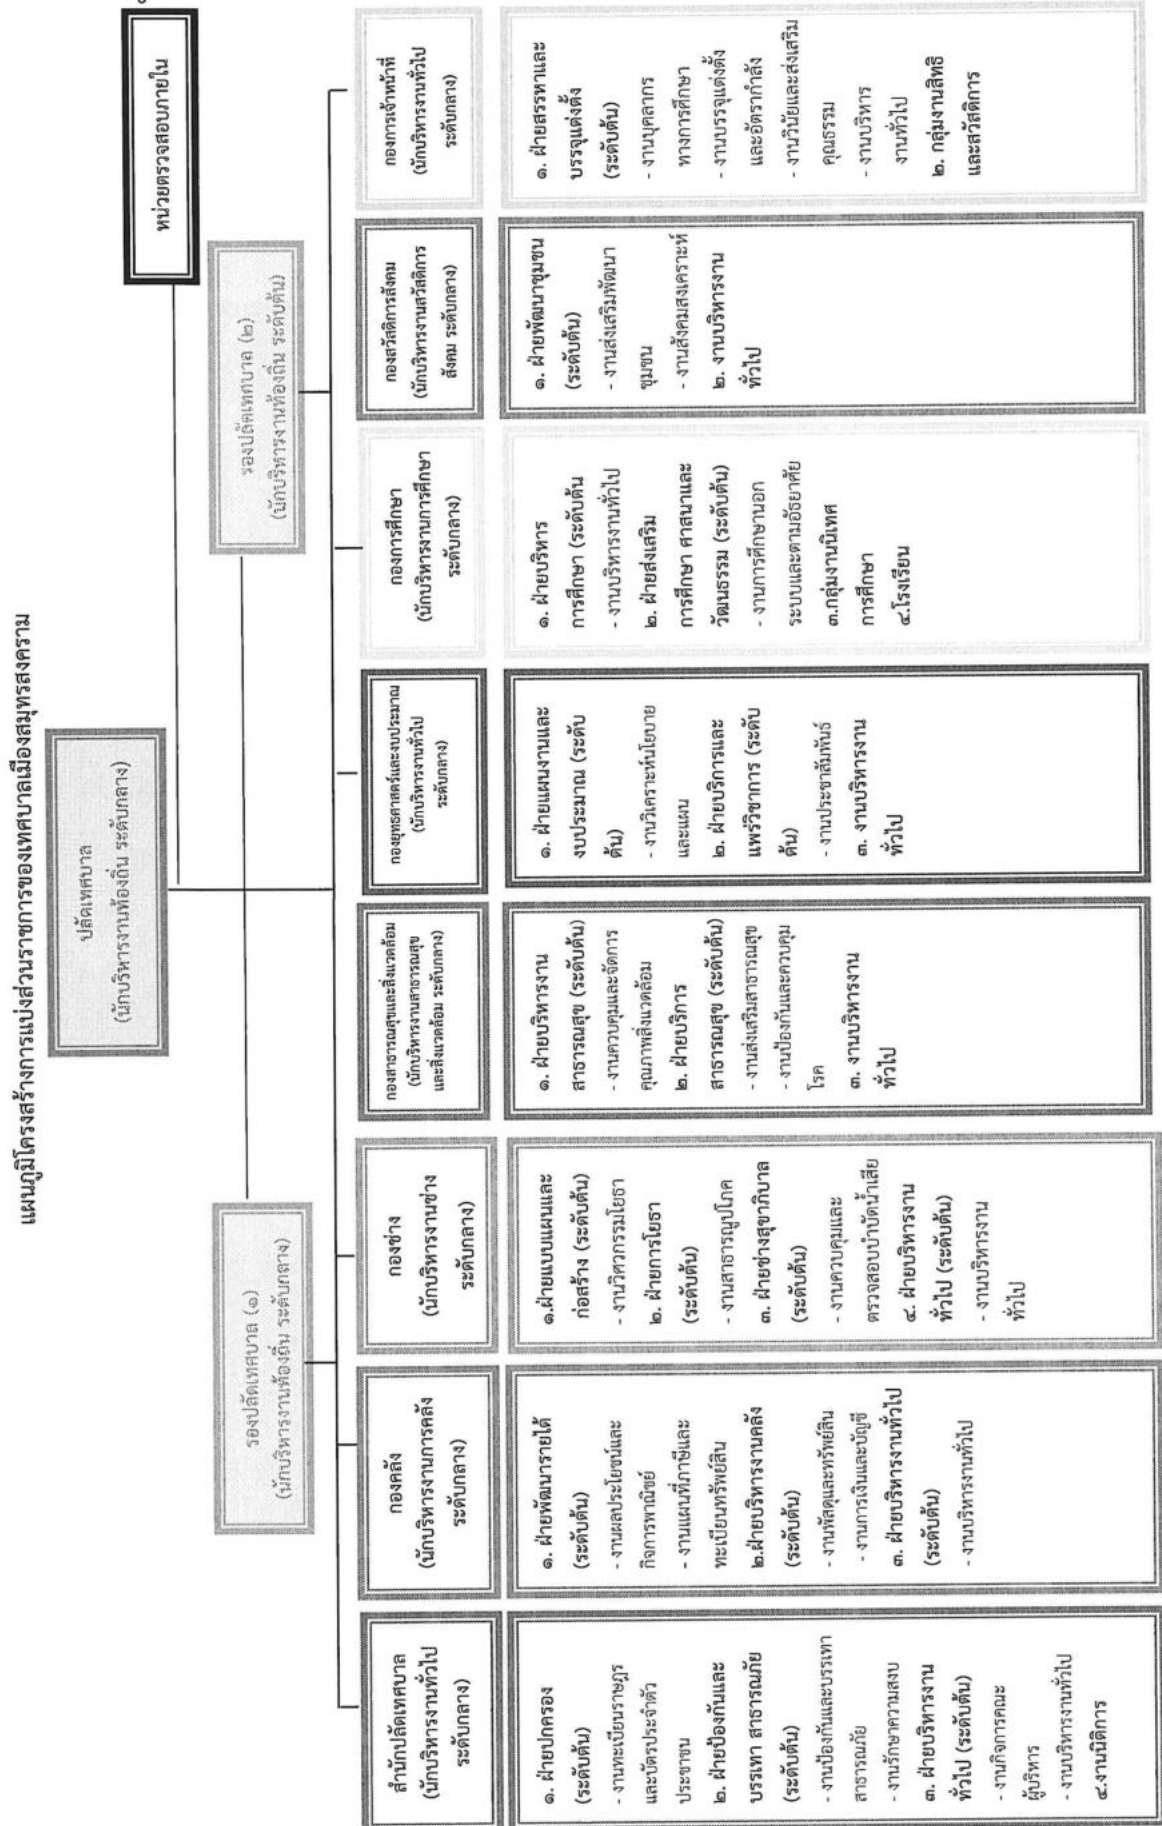 แผนภูมิโครงสร้างการแบ่งส่วนราชการของเทศบาลเมืองสมุทรสงคราม
ปลัดเทศบาล
(นักบริหารงานท้องถิ่น ระดับกลาง)
หน่วยตรวจสอบภายใน
รองปลัดเทศบาล (๑)
(นักบริหารงานท้องถิ่น ระดับกลาง)
รองปลัดเทศบาล (๒)
(นักบริหารงานท้องถิ่น ระดับต้น)
สำนักปลัดเทศบาล
(นักบริหารงานทั่วไป
ระดับกลาง)
๑. ฝ่ายปกครอง
(ระดับต้น)
- งานทะเบียนราษฎร
และบัตรประจำตัว
ประชาชน
๒. ฝ่ายป้องกันและ
บรรเทา สาธารณภัย
(ระดับต้น)
- งานป้องกันและบรรเทา
สาธารณภัย
- งานรักษาความสงบ
๓. ฝ่ายบริหารงาน
ทั่วไป (ระดับต้น)
- งานกิจการคณะ
ผู้บริหาร
- งานบริหารงานทั่วไป
๔.งานนิติการ
กองคลัง
(นักบริหารงานการคลัง
ระดับกลาง)
๑. ฝ่ายพัฒนารายได้
(ระดับต้น)
- งานผลประโยชน์และ
กิจการพาณิชย์
- งานแผนที่ภาษีและ
ทะเบียนทรัพย์สิน
๒.ฝ่ายบริหารงานคลัง
(ระดับต้น)
- งานพัสดุและทรัพย์สิน
- งานการเงินและบัญชี
๓. ฝ่ายบริหารงานทั่วไป
(ระดับต้น)
- งานบริหารงานทั่วไป
กองช่าง
(นักบริหารงานช่าง
ระดับกลาง)
๑.ฝ่ายแบบแผนและ
ก่อสร้าง (ระดับต้น)
- งานวิศวกรรมโยธา
๒. ฝ่ายการโยธา
(ระดับต้น)
- งานสาธารณูปโภค
๓. ฝ่ายช่างสุขาภิบาล
(ระดับต้น)
- งานควบคุมและ
ตรวจสอบบำบัดน้ำเสีย
๔. ฝ่ายบริหารงาน
ทั่วไป (ระดับต้น)
- งานบริหารงาน
ทั่วไป
กองสาธารณสุขและสิ่งแวดล้อม
(นักบริหารงานสาธารณสุข
และสิ่งแวดล้อม ระดับกลาง)
๑. ฝ่ายบริหารงาน
สาธารณสุข (ระดับต้น)
- งานควบคุมและจัดการ
คุณภาพสิ่งแวดล้อม
๒. ฝ่ายบริการ
สาธารณสุข (ระดับต้น)
- งานส่งเสริมสาธารณสุข
- งานป้องกันและควบคุม
โรค
๓. งานบริหารงาน
ทั่วไป
กองยุทธศาสตร์และงบประมาณ
(นักบริหารงานทั่วไป
ระดับกลาง)
๑. ฝ่ายแผนงานและ
งบประมาณ (ระดับ
ต้น)
- งานวิเคราะห์นโยบาย
และแผน
๒. ฝ่ายบริการและ
แพร่วิชาการ (ระดับ
ต้น)
- งานประชาสัมพันธ์
๓. งานบริหารงาน
ทั่วไป
กองการศึกษา
(นักบริหารงานการศึกษา
ระดับกลาง)
๑. ฝ่ายบริหาร
การศึกษา (ระดับต้น
- งานบริหารงานทั่วไป
๒. ฝ่ายส่งเสริม
การศึกษา ศาสนาและ
วัฒนธรรม (ระดับต้น)
- งานการศึกษานอก
ระบบและตามอัธยาศัย
๓.กลุ่มงานนิเทศ
การศึกษา
๔.โรงเรียน
กองสวัสดิการสังคม
(นักบริหารงานสวัสดิการ
สังคม ระดับกลาง)
๑. ฝ่ายพัฒนาชุมชน
(ระดับต้น)
- งานส่งเสริมพัฒนา
ชุมชน
- งานสังคมสงเคราะห์
๒. งานบริหารงาน
ทั่วไป
กองการเจ้าหน้าที่
(นักบริหารงานทั่วไป
ระดับกลาง)
๑. ฝ่ายสรรหาและ
บรรจุแต่งตั้ง
(ระดับต้น)
- งานบุคลากร
ทางการศึกษา
- งานบรรจุแต่งตั้ง
และอัตรากำลัง
- งานวินัยและส่งเสริม
คุณธรรม
- งานบริหาร
งานทั่วไป
๒. กลุ่มงานสิทธิ
และสวัสดิการ